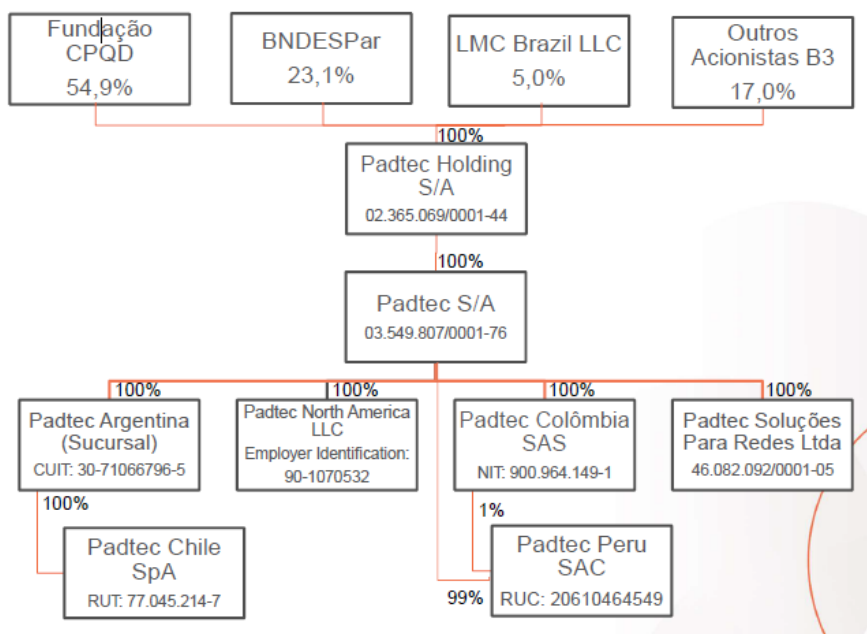 Fundação
CPQD
54,9%
BNDESPar
23,1%
LMC Brazil LLC
5,0%
Outros
Acionistas B3
17,0%
100%
Padtec Holding
S/A
02.365.069/0001-44
100%
Padtec S/A
03.549.807/0001-76
100%
100%
100%
100%
Padtec Argentina
(Sucursal)
CUIT: 30-71066796-5
Padtec North America
LLC
Employer Identification:
90-1070532
Padtec Colômbia
SAS
NIT: 900.964.149-1
Padtec Soluções
Para Redes Ltda
46.082.092/0001-05
100%
1%
Padtec Chile
SpA
RUT: 77.045.214-7
99%
Padtec Peru
SAC
RUC: 20610464549